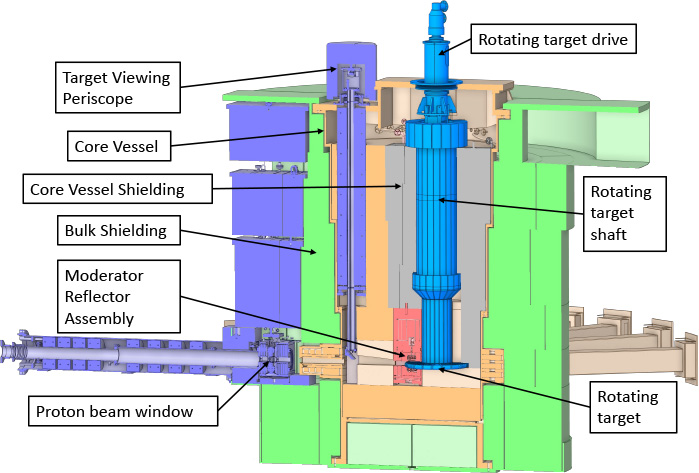 Rotating target drive
Target Viewing
Periscope
Core Vessel
Core Vessel Shielding
Rotating
target
shaft
Bulk Shielding
Moderator
Reflector
Assembly
Proton beam window
Rotating
target